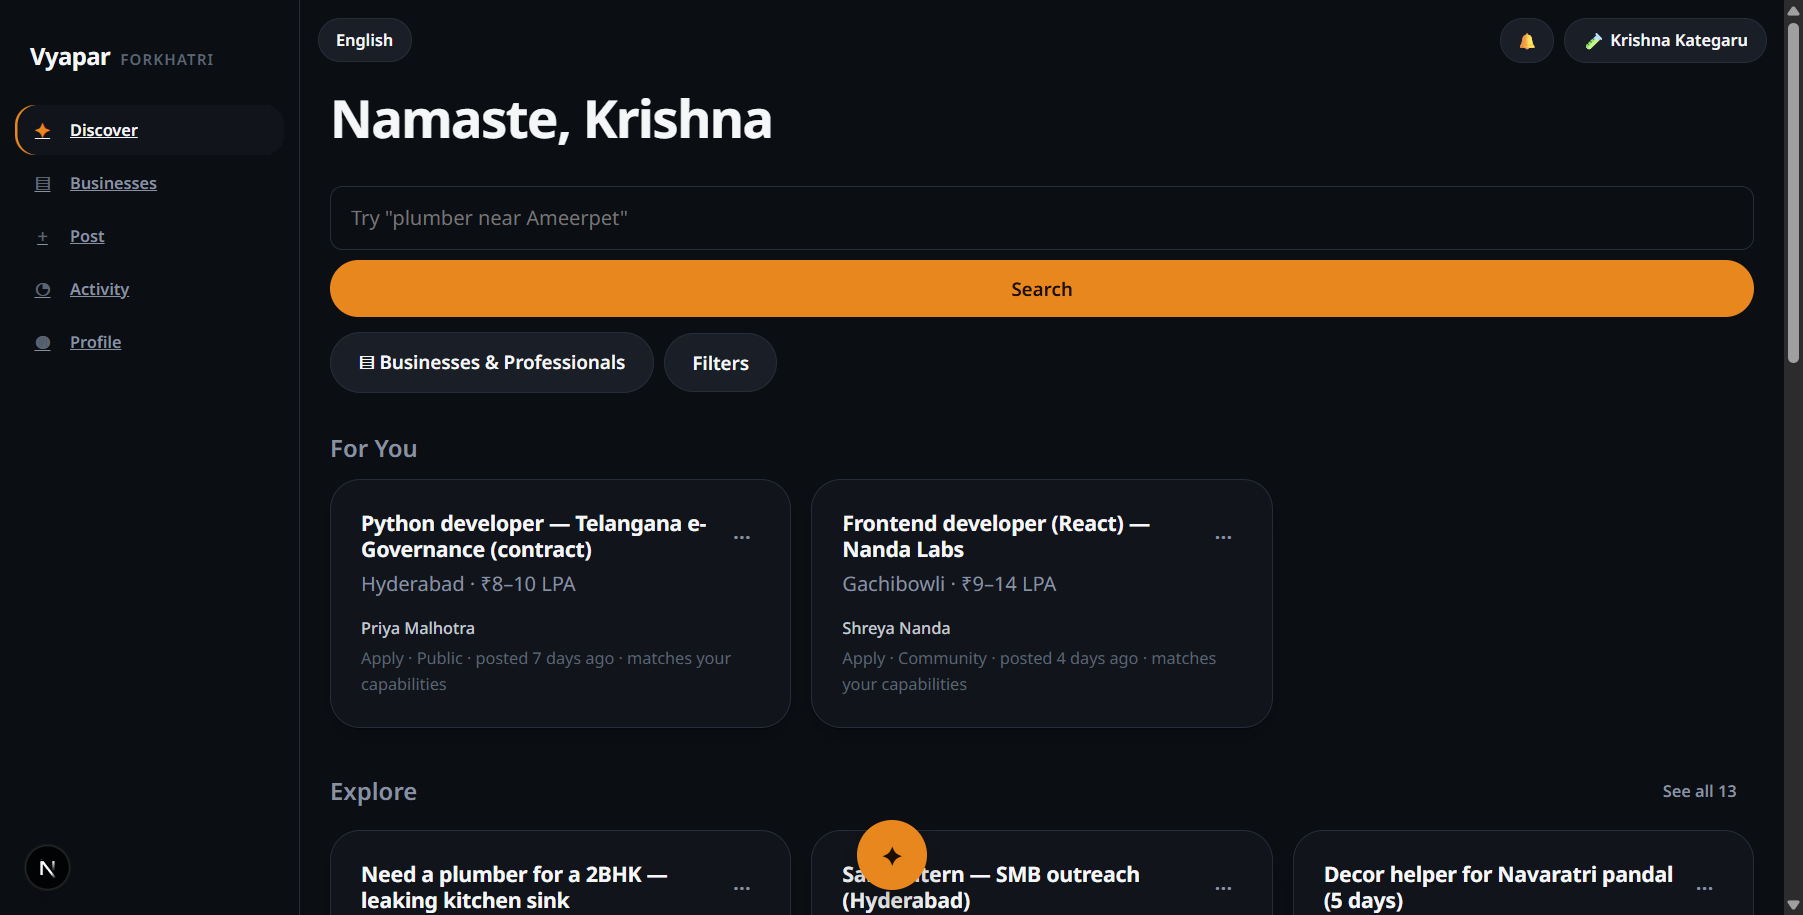 Vyapar FORKHATRI
Discover
Businesses
Post
Activity
Profile
N
English
Krishna Kategaru
Namaste, Krishna
Try "plumber near Ameerpet"
Search
Businesses & Professionals
Filters
For You
Python developer — Telangana e-
Governance (contract)
...
Hyderabad · ₹8–10 LPA
Priya Malhotra
Apply · Public · posted 7 days ago · matches your
capabilities
Frontend developer (React) —
Nanda Labs
...
Gachibowli · ₹9–14 LPA
Shreya Nanda
Apply · Community · posted 4 days ago · matches
your capabilities
Explore
See all 13
Need a plumber for a 2BHK —
leaking kitchen sink
...
— SMB outreach
(Hyderabad)
...
Decor helper for Navaratri pandal
(5 days)
...